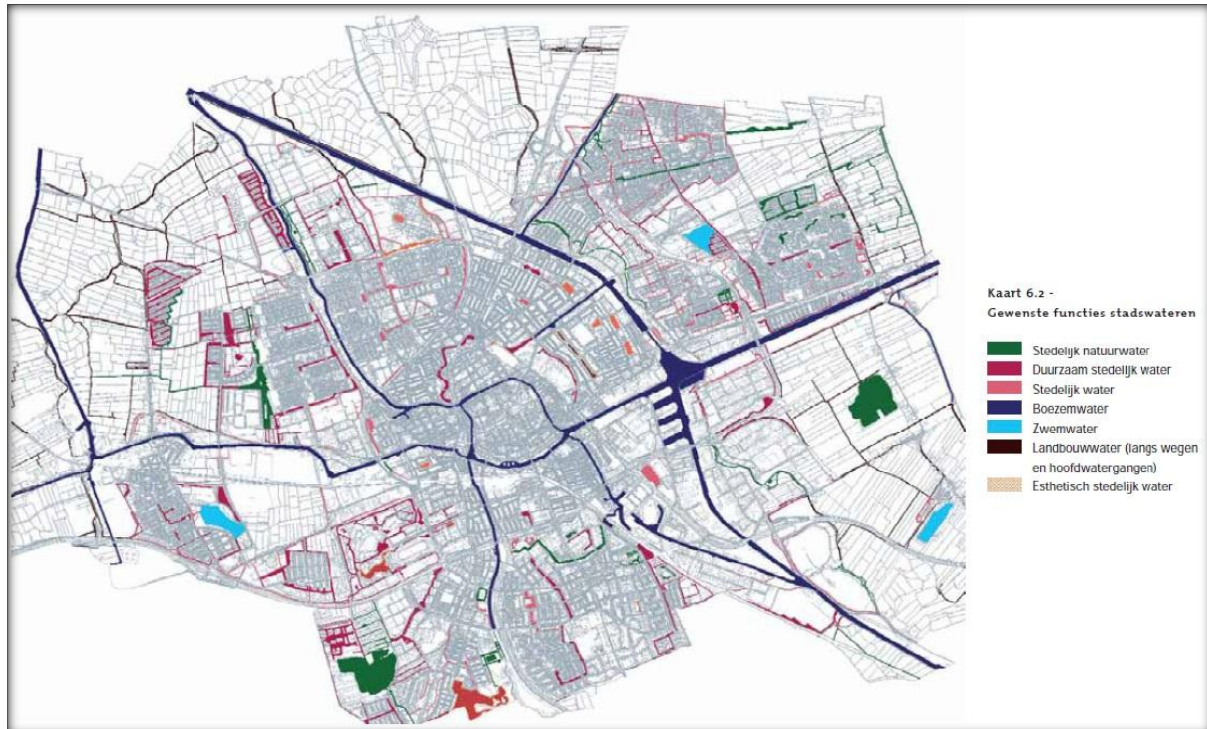 Kaart 6.2 -
Gewenste functies stadswateren
Stedelijk natuurwater
Duurzaam stedelijk water
Stedelijk water
Boezemwater
Zwemwater
Landbouwwater (langs wegen
en hoofdwatergangen)
Esthetisch stedelijk water